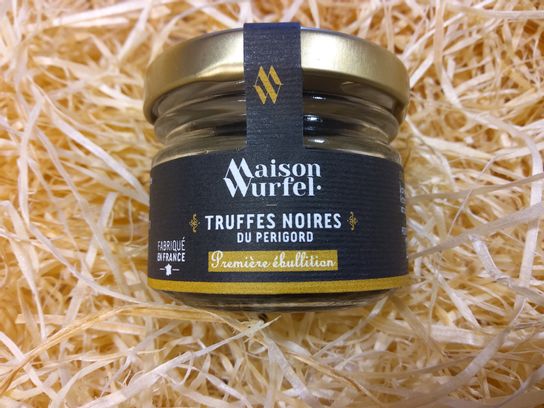 Maison
Wurfel
TRUFFES NOIRES
DU PERIGORD
Première ébullition
FABRIQUÉ
EN FRANCE